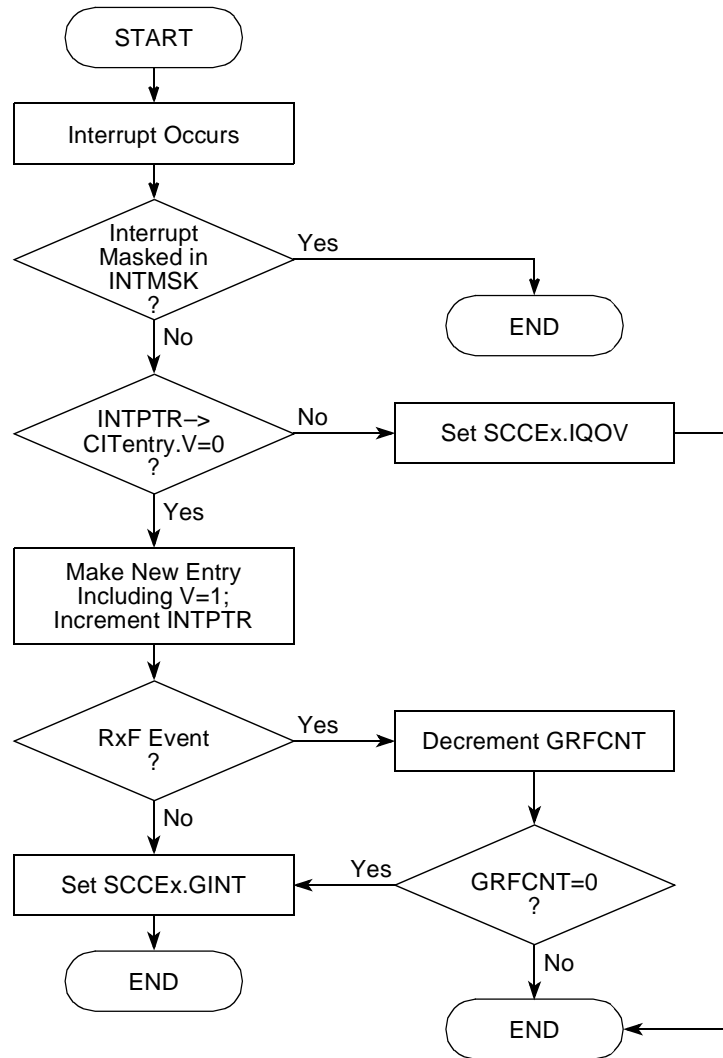 START
Interrupt Occurs
Interrupt
Masked in
INTMSK
?
Yes
END
No
INTPTR–>
CITentry.V=0
?
No
Set SCCEx.IQOV
Yes
Make New Entry
Including V=1;
Increment INTPTR
RxF Event
?
Yes
Decrement GRFCNT
No
Set SCCEx.GINT
Yes
GRFCNT=0
?
END
No
END